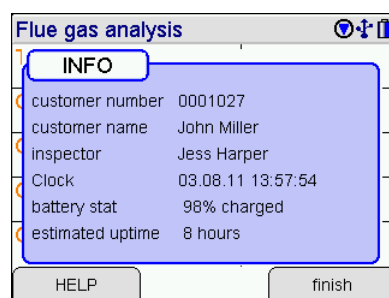 Flue gas analysis
INFO
customer number 0001027
customer name John Miller
inspector Jess Harper
Clock 03.08.11 13:57:54
battery stat 98% charged
estimated uptime 8 hours
HELP finish